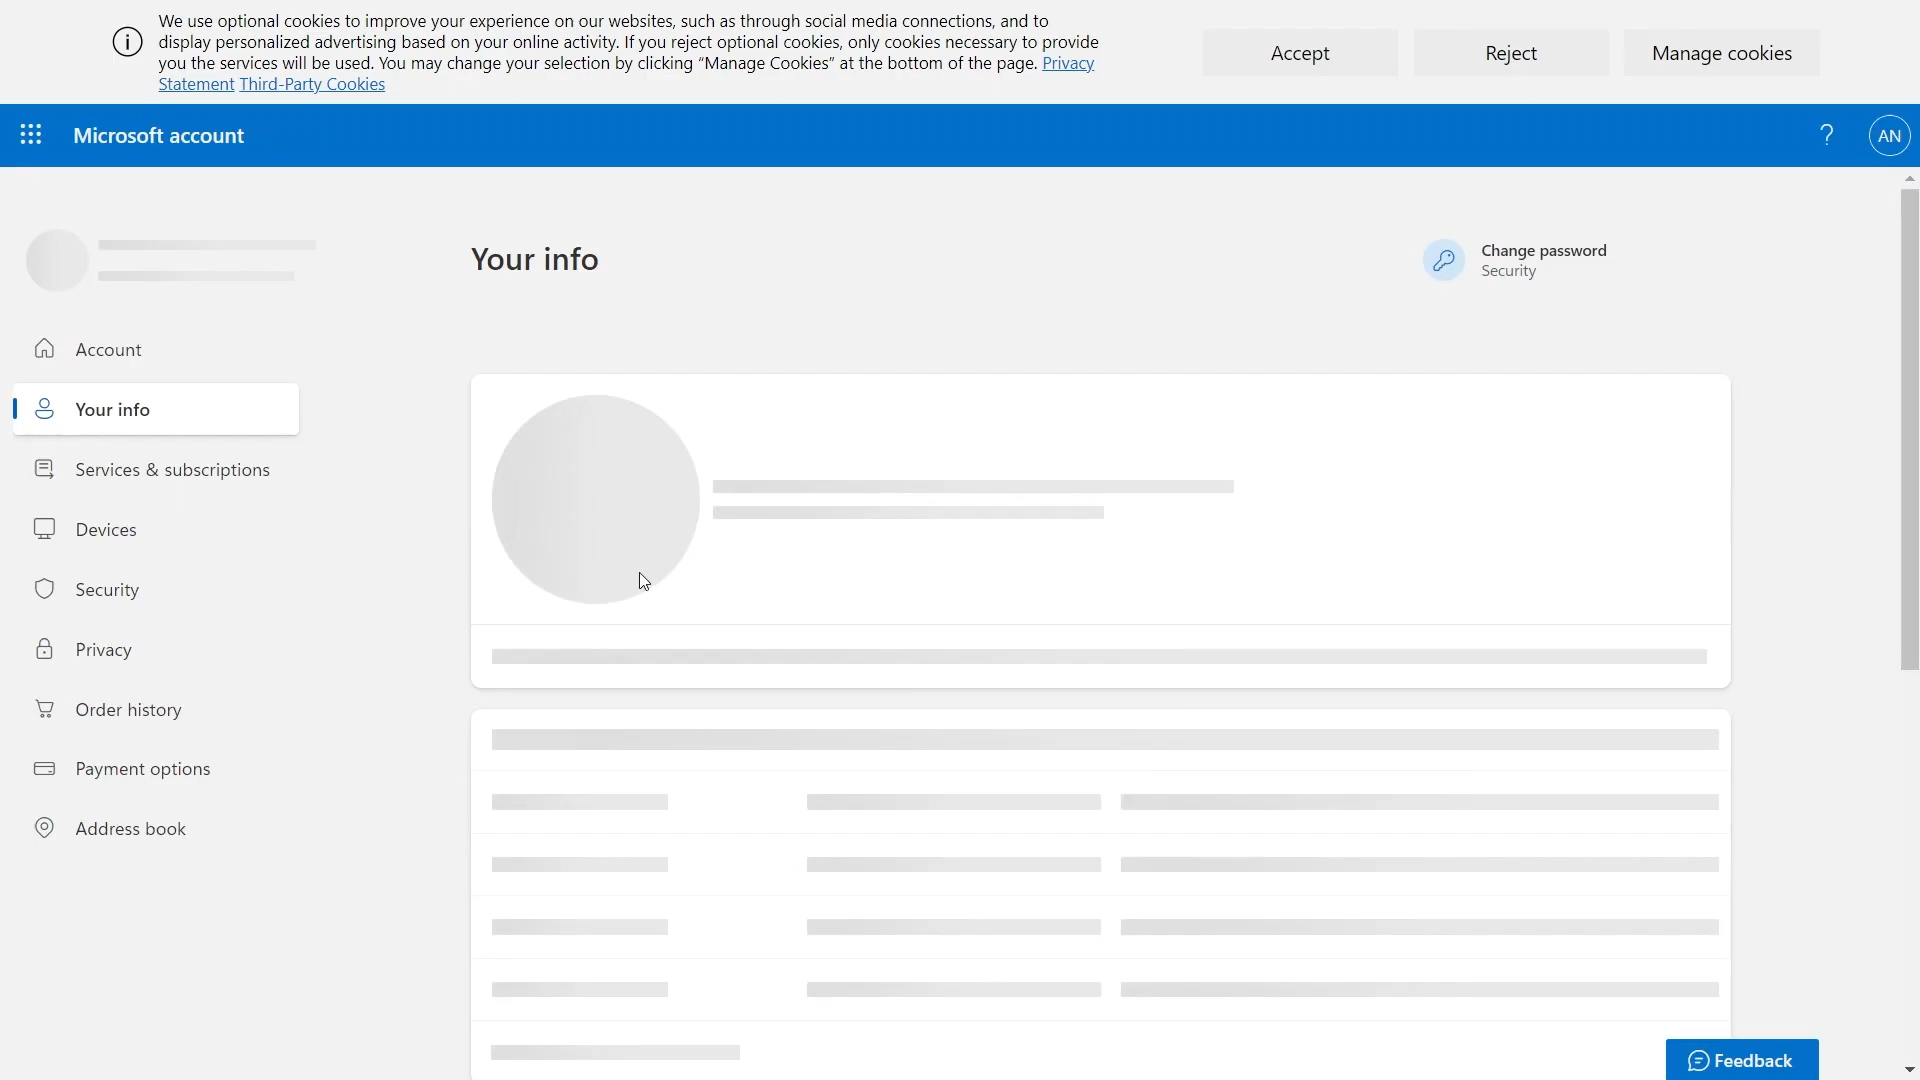 We use optional cookies to improve your experience on our websites, such as through social media connections, and to
display personalized advertising based on your online activity. If you reject optional cookies, only cookies necessary to provide
you the services will be used. You may change your selection by clicking “Manage Cookies” at the bottom of the page. Privacy
Statement Third-Party Cookies
Accept
Reject
Manage cookies
Microsoft account
?
AN
Your info
Change password
Security
Account
Your info
Services & subscriptions
Devices
Security
Privacy
Order history
Payment options
Address book
Feedback